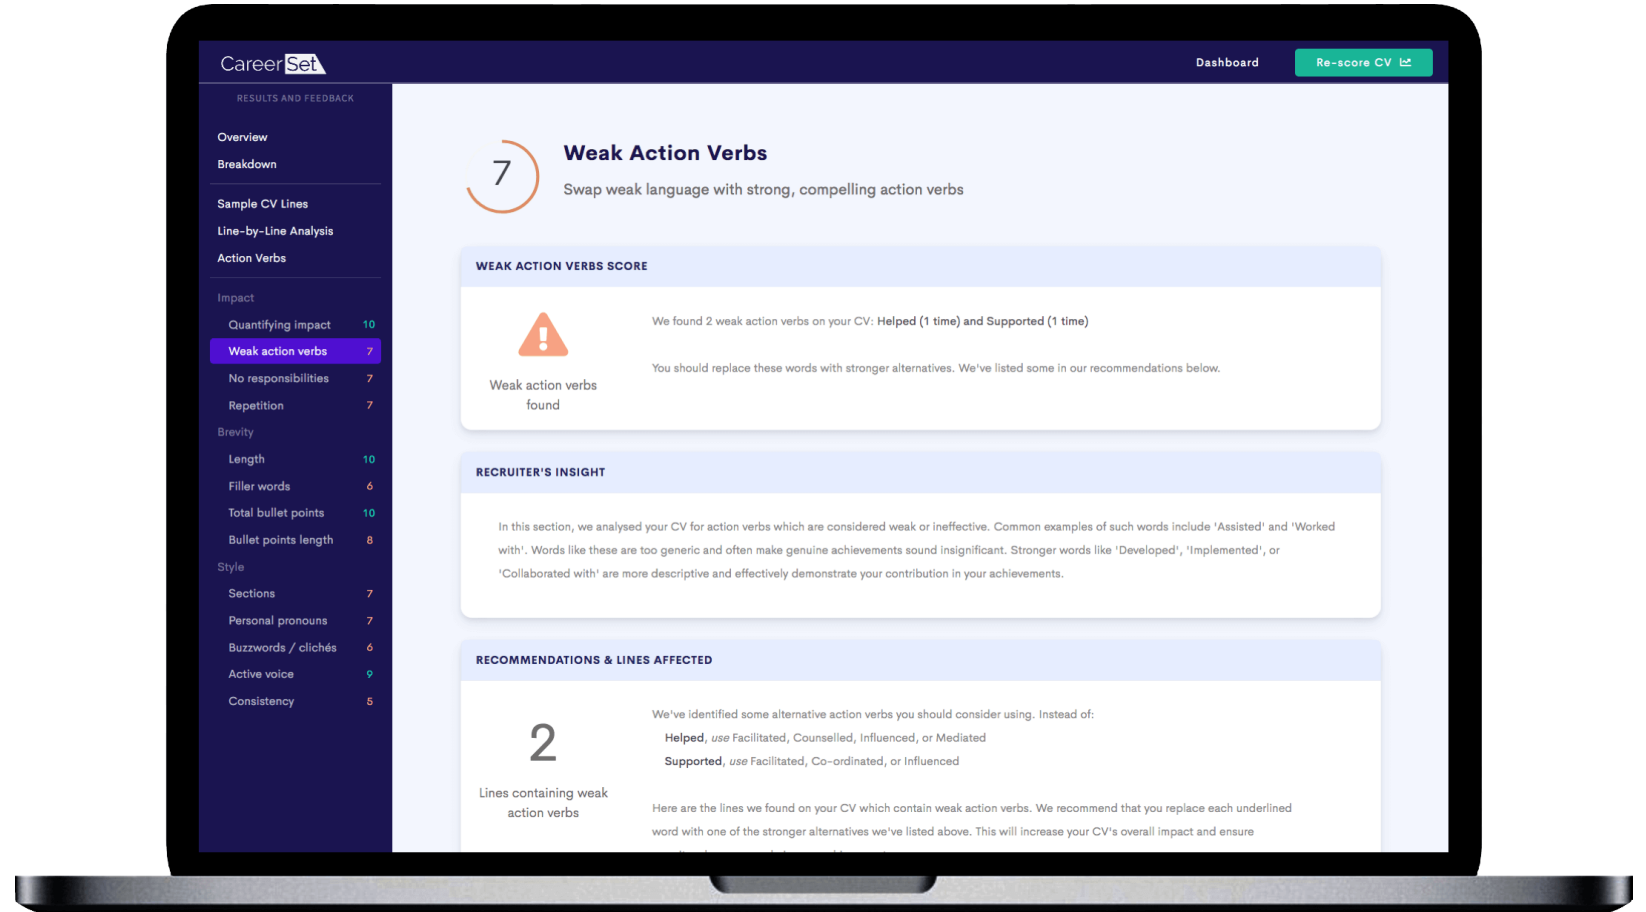 CareerSet
Dashboard
Re-score CV
RESULTS AND FEEDBACK
Overview
Breakdown
Sample CV Lines
Line-by-Line Analysis
Action Verbs
Impact
Quantifying impact 10
Weak action verbs 7
No responsibilities 7
Repetition 7
Brevity
Length 10
Filler words 6
Total bullet points 10
Bullet points length 8
Style
Sections 7
Personal pronouns 7
Buzzwords / clichés 6
Active voice 9
Consistency 5
7
Weak Action Verbs
Swap weak language with strong, compelling action verbs
WEAK ACTION VERBS SCORE
Weak action verbs
found
We found 2 weak action verbs on your CV: Helped (1 time) and Supported (1 time)
You should replace these words with stronger alternatives. We've listed some in our recommendations below.
RECRUITER'S INSIGHT
In this section, we analysed your CV for action verbs which are considered weak or ineffective. Common examples of such words include 'Assisted' and 'Worked
with'. Words like these are too generic and often make genuine achievements sound insignificant. Stronger words like 'Developed', 'Implemented', or
'Collaborated with' are more descriptive and effectively demonstrate your contribution in your achievements.
RECOMMENDATIONS & LINES AFFECTED
2
Lines containing weak
action verbs
We've identified some alternative action verbs you should consider using. Instead of:
Helped, use Facilitated, Counselled, Influenced, or Mediated
Supported, use Facilitated, Co-ordinated, or Influenced
Here are the lines we found on your CV which contain weak action verbs. We recommend that you replace each underlined
word with one of the stronger alternatives we've listed above. This will increase your CV's overall impact and ensure